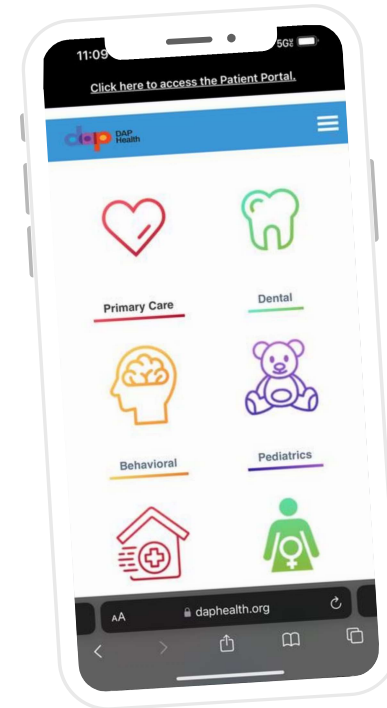 11:09
5GE
Click here to access the Patient Portal.
dap DAP
Health
Primary Care
Dental
Behavioral
Pediatrics
AA
daphealth.org